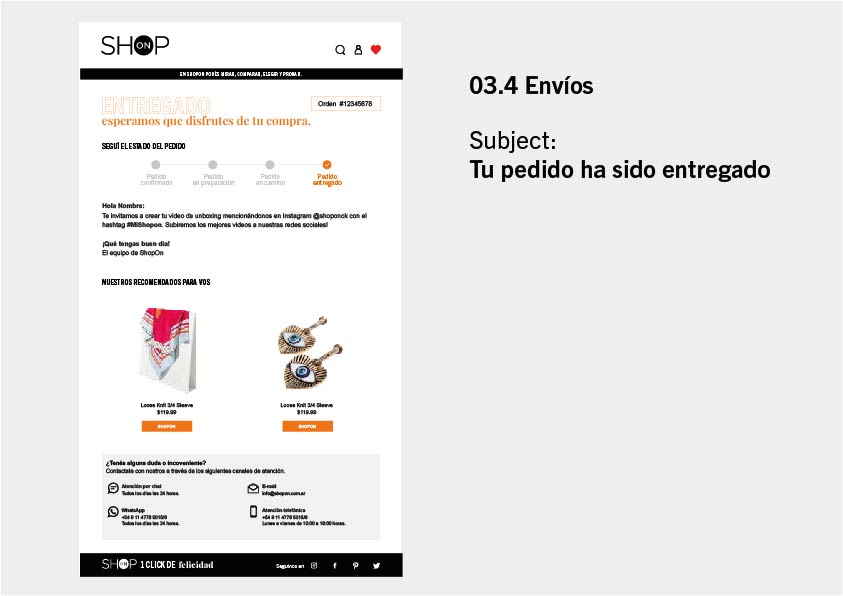 SHOP ON
EN SHOPON PODÉS MIRAR, COMPARAR, ELEGIR Y PROBAR.
ENTREGADO
Orden #12345678
esperamos que disfrutes de tu compra.
SEGUÍ EL ESTADO DEL PEDIDO
Pedido confirmado
Pedido en preparación
Pedido en camino
Pedido entregado
Hola Nombre:
Te invitamos a crear tu video de unboxing mencionándonos en Instagram @shoponok con el
hashtag #MiShopon. Subiremos los mejores videos a nuestras redes sociales!
¡Qué tengas buen día!
El equipo de ShopOn
NUESTROS RECOMENDADOS PARA VOS
Loose Knit 3/4 Sleeve
$119.99
SHOPON
Loose Knit 3/4 Sleeve
$119.99
SHOPON
¿Tenés alguna duda o incoveniente?
Contactate con nostros a través de los siguientes canales de atención.
Atención por chat
Todos los días las 24 horas.
E-mail
info@shopon.com.ar
WhatsApp
+54 9 11 4778 5015/6
Todos los días las 24 horas.
Atención telefónica
+54 9 11 4778 5015/6
Lunes a viernes de 10:00 a 18:00 horas.
SHOP ON 1 CLICK DE felicidad
Seguinos en
03.4 Envíos
Subject:
Tu pedido ha sido entregado